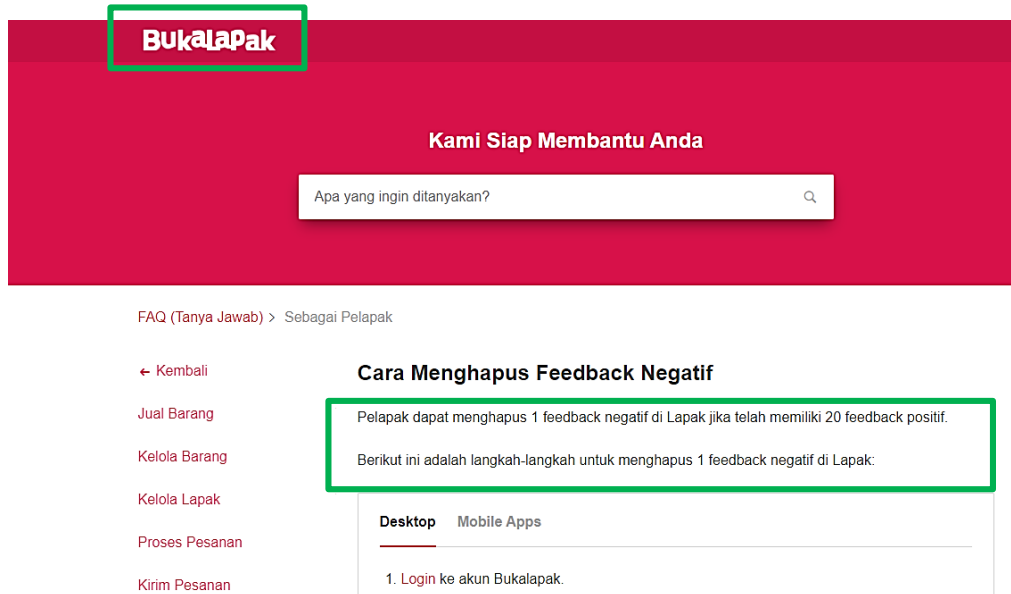 BukaLapak
Kami Siap Membantu Anda
Apa yang ingin ditanyakan?
FAQ (Tanya Jawab) > Sebagai Pelapak
← Kembali
Cara Menghapus Feedback Negatif
Jual Barang
Pelapak dapat menghapus 1 feedback negatif di Lapak jika telah memiliki 20 feedback positif.
Kelola Barang
Berikut ini adalah langkah-langkah untuk menghapus 1 feedback negatif di Lapak:
Kelola Lapak
Desktop Mobile Apps
Proses Pesanan
1. Login ke akun Bukalapak.
Kirim Pesanan